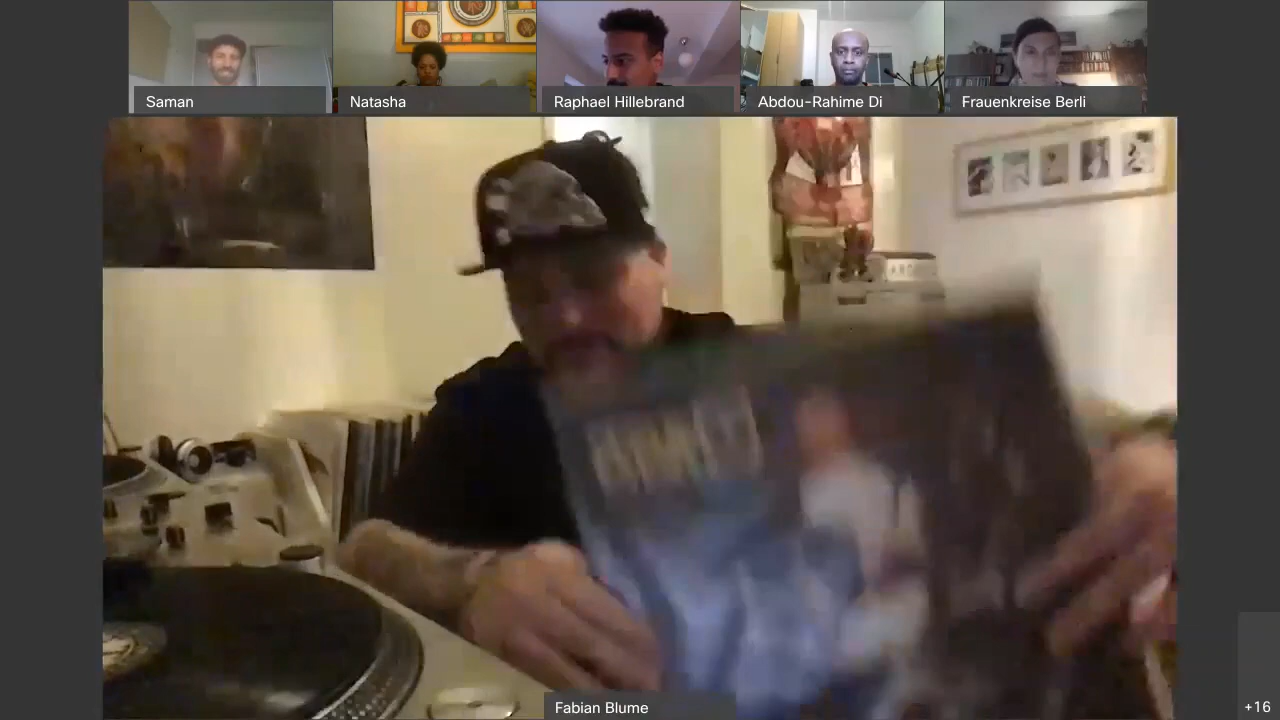 Saman
Natasha
Raphael Hillebrand
Abdou-Rahime Di
Frauenkreise Berli
Fabian Blume
+16